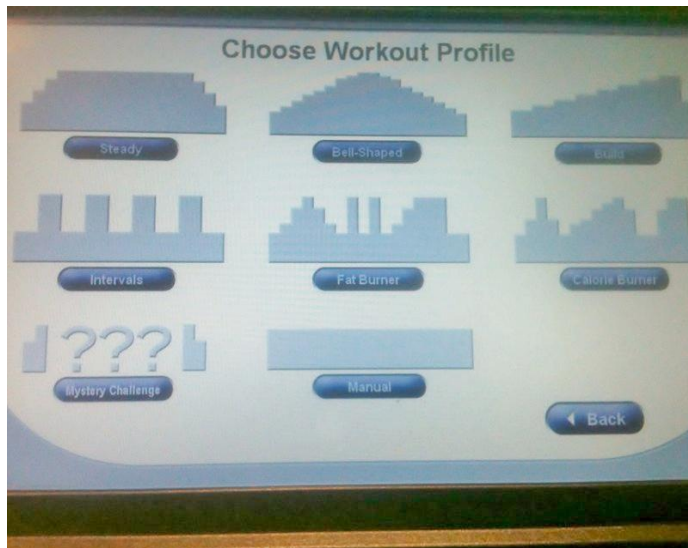 Choose Workout Profile
Steady
Bell-Shaped
Build
Intervals
Fat Burner
Calorie Burner
???
Mystery Challenge
Manual
Back